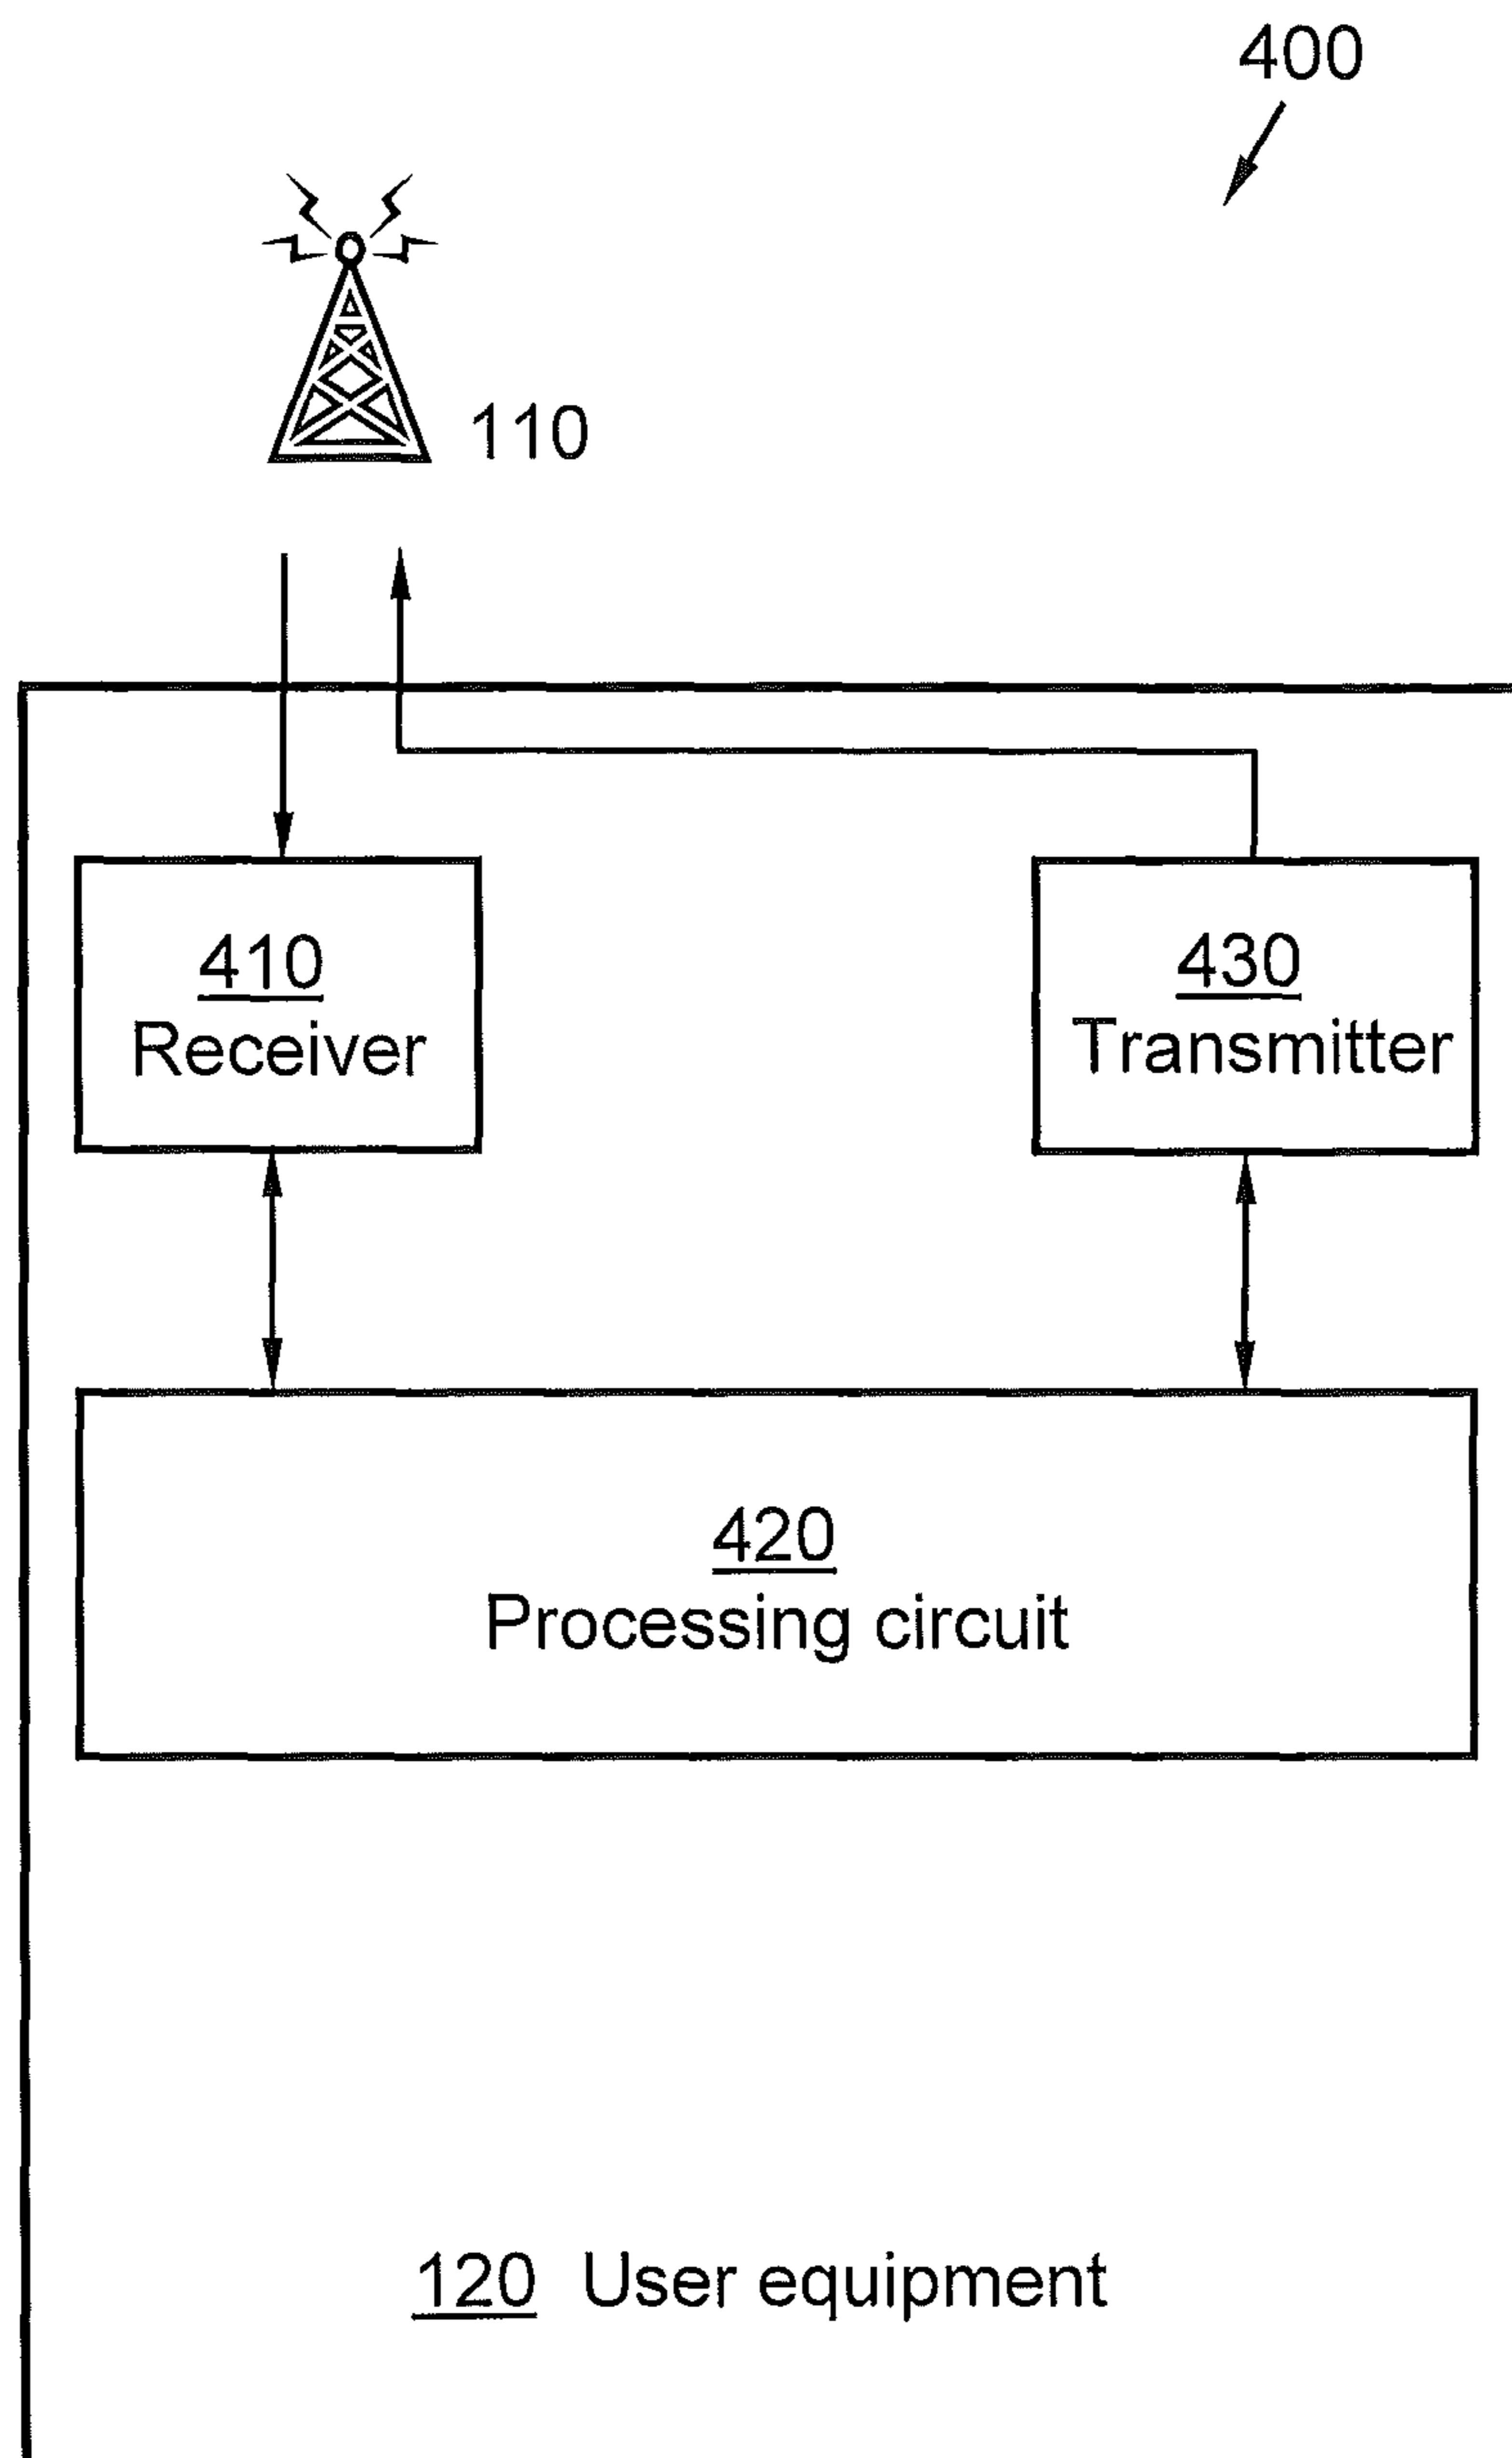 400
110
410
Receiver
430
Transmitter
420
Processing circuit
120 User equipment